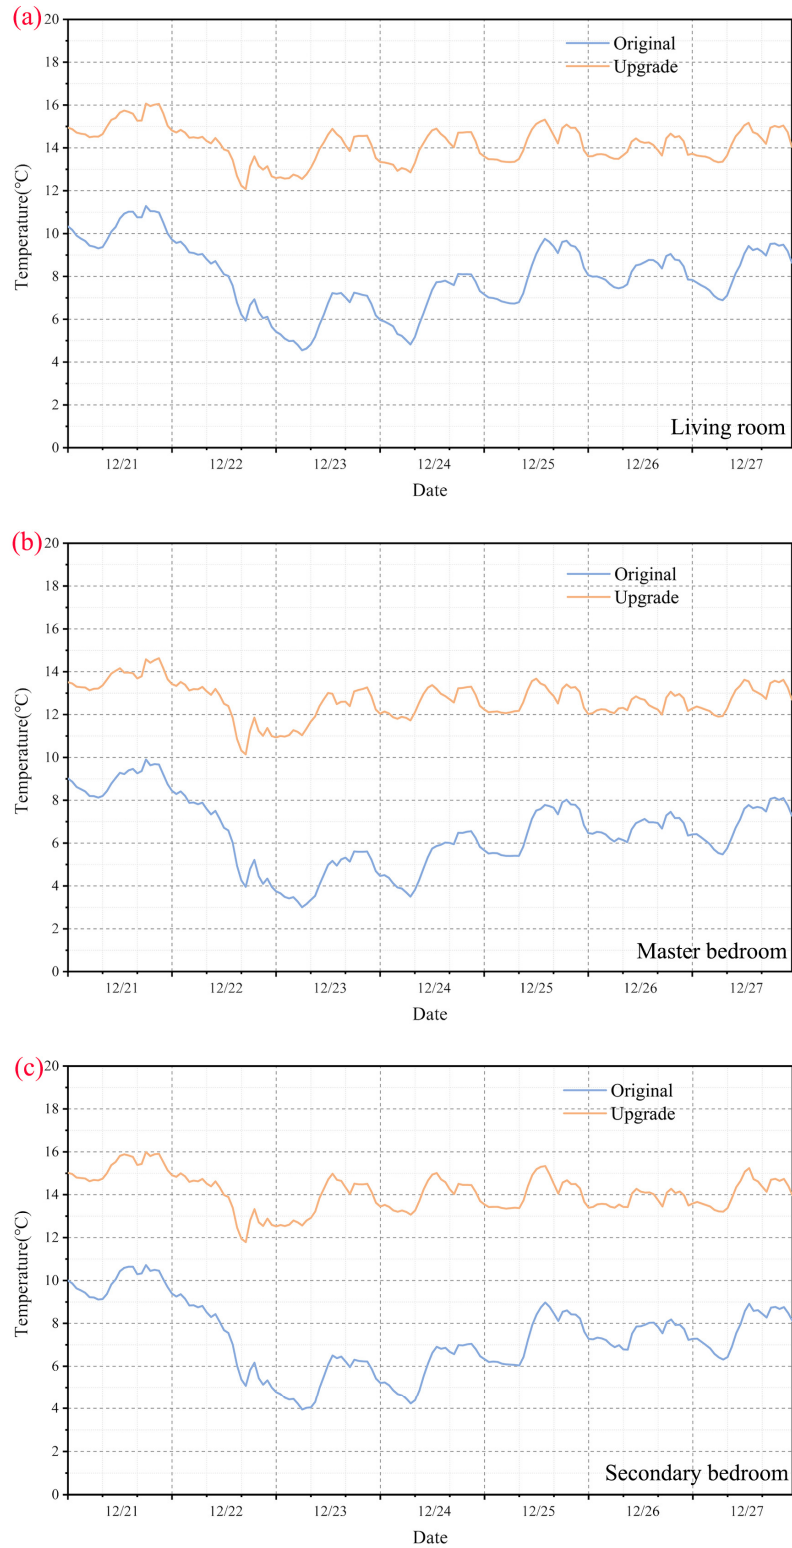 (a)
20
18
16
14
12
10
8
6
4
2
0
Temperature(℃)
Original
Upgrade
Living room
12/21 12/22 12/23 12/24 12/25 12/26 12/27
Date
(b)
20
18
16
14
12
10
8
6
4
2
0
Temperature(℃)
Original
Upgrade
Master bedroom
12/21 12/22 12/23 12/24 12/25 12/26 12/27
Date
(c)
20
18
16
14
12
10
8
6
4
2
0
Temperature(℃)
Original
Upgrade
Secondary bedroom
12/21 12/22 12/23 12/24 12/25 12/26 12/27
Date